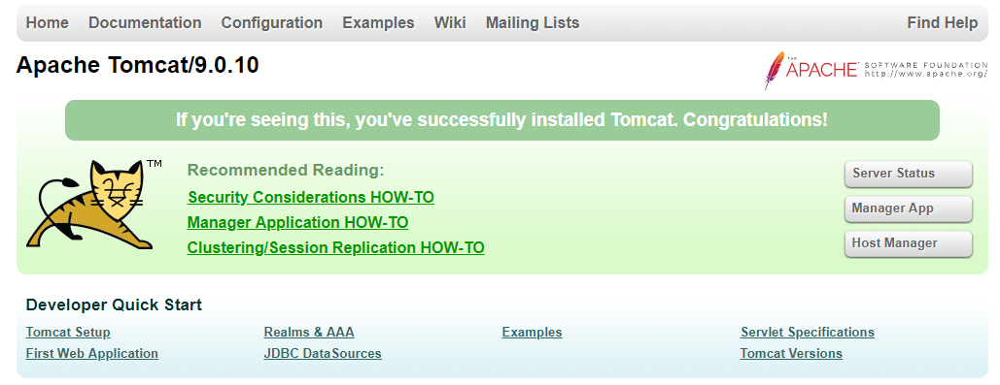 Home Documentation Configuration Examples Wiki Mailing Lists Find Help
Apache Tomcat/9.0.10
THE
APACHE SOFTWARE FOUNDATION
http://www.apache.org/
If you're seeing this, you've successfully installed Tomcat. Congratulations!
TM
Recommended Reading:
Security Considerations HOW-TO
Manager Application HOW-TO
Clustering/Session Replication HOW-TO
Server Status
Manager App
Host Manager
Developer Quick Start
Tomcat Setup
First Web Application
Realms & AAA
JDBC DataSources
Examples
Servlet Specifications
Tomcat Versions